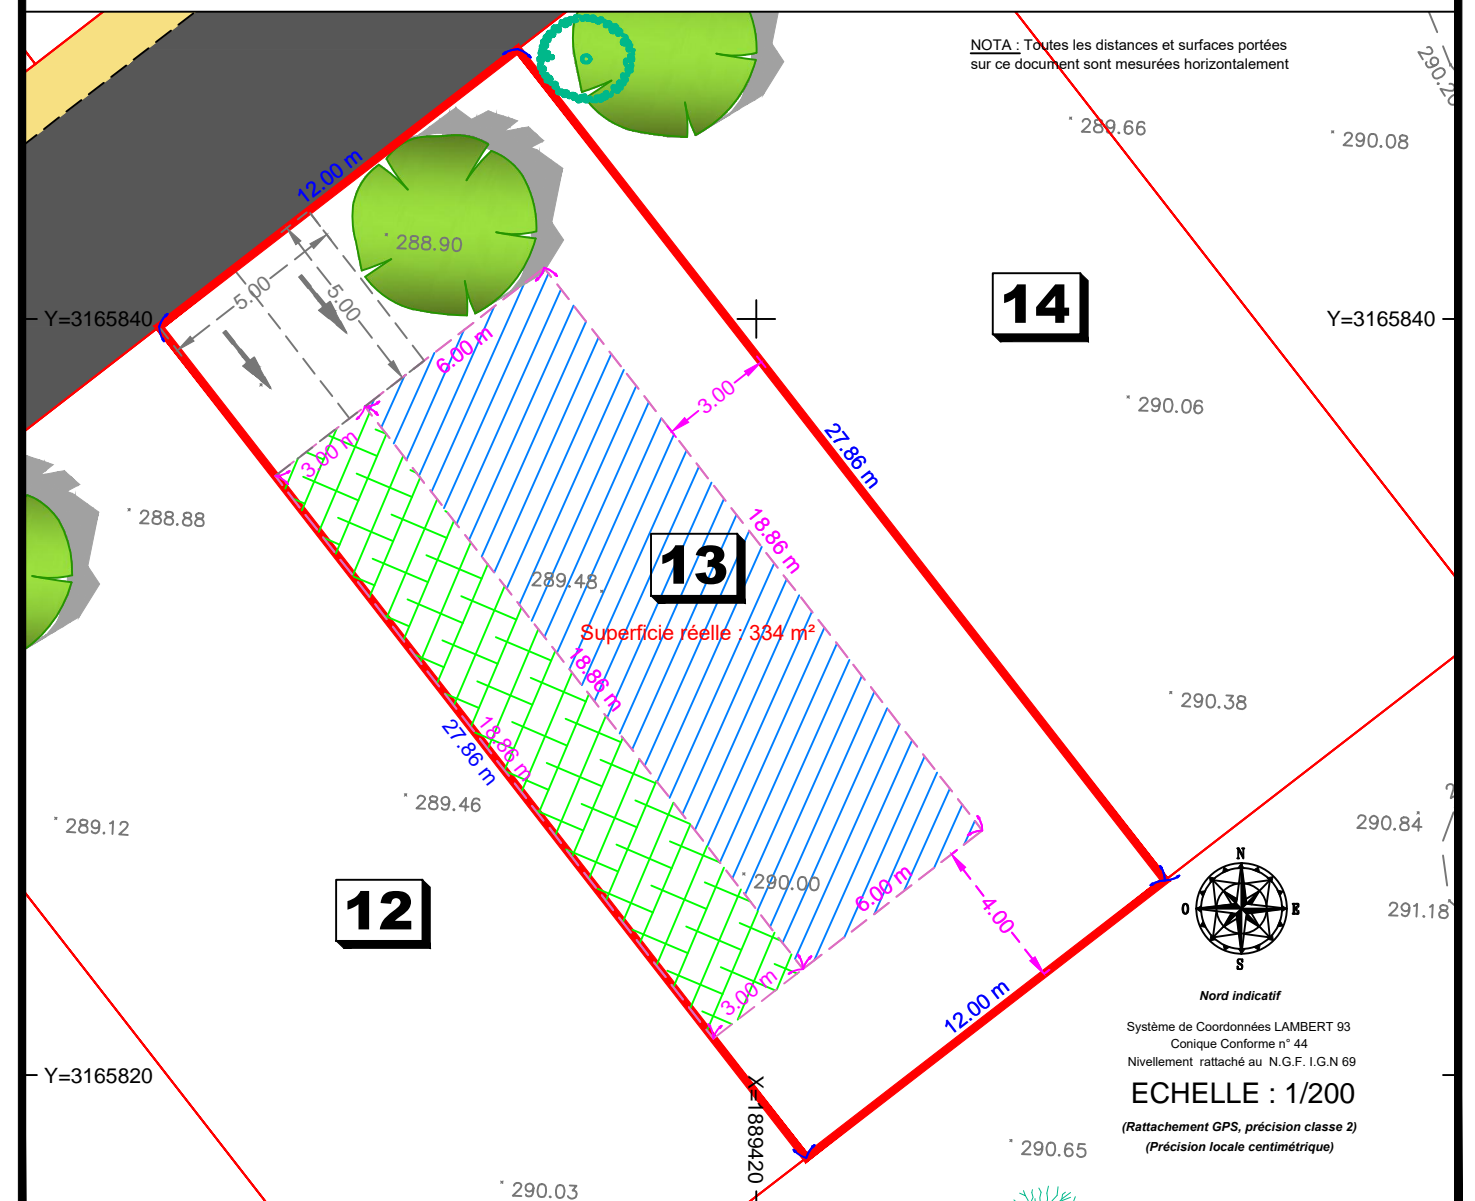 NOTA : Toutes les distances et surfaces portées
sur ce document sont mesurées horizontalement
290.20
289.66
290.08
12.00 m
288.90
5.00
5.00
14
Y=3165840
Y=3165840
6.00 m
3.00
290.06
27.86 m
3.00 m
288.88
18.86 m
13
289.48
Superficie réelle : 334 m²
18.86 m
290.38
18.86 m
27.86 m
289.46
289.12
290.84
290.00
6.00 m
12
4.00
291.18
N
O
E
S
3.00 m
12.00 m
Nord indicatif
Système de Coordonnées LAMBERT 93
Conique Conforme n° 44
Nivellement rattaché au N.G.F. I.G.N 69
Y=3165820
ECHELLE : 1/200
X=1889420
(Rattachement GPS, précision classe 2)
(Précision locale centimétrique)
290.65
290.03